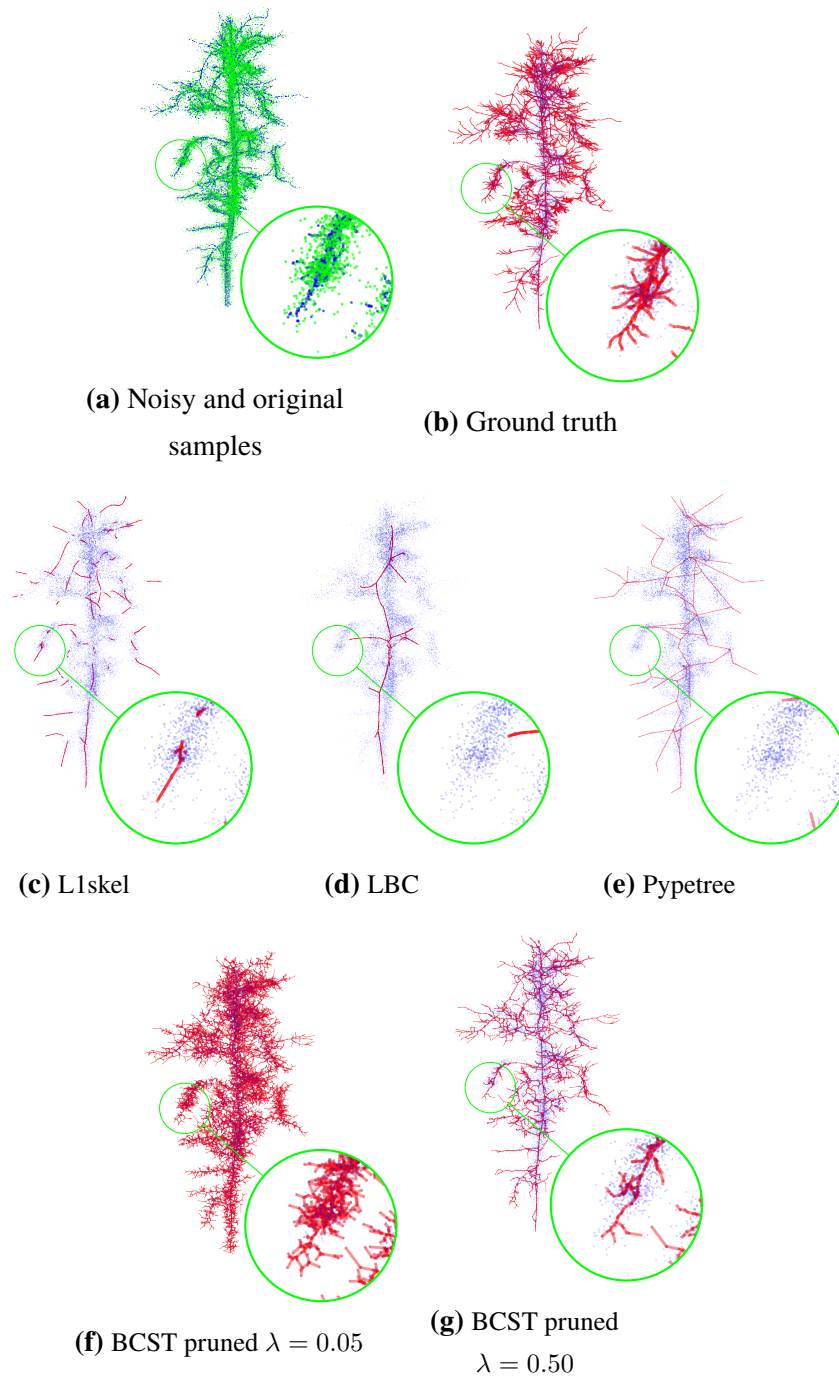 (a) Noisy and original
samples
(b) Ground truth
(c) L1skel
(d) LBC
(e) Pypetree
(f) BCST pruned λ = 0.05
(g) BCST pruned
λ = 0.50